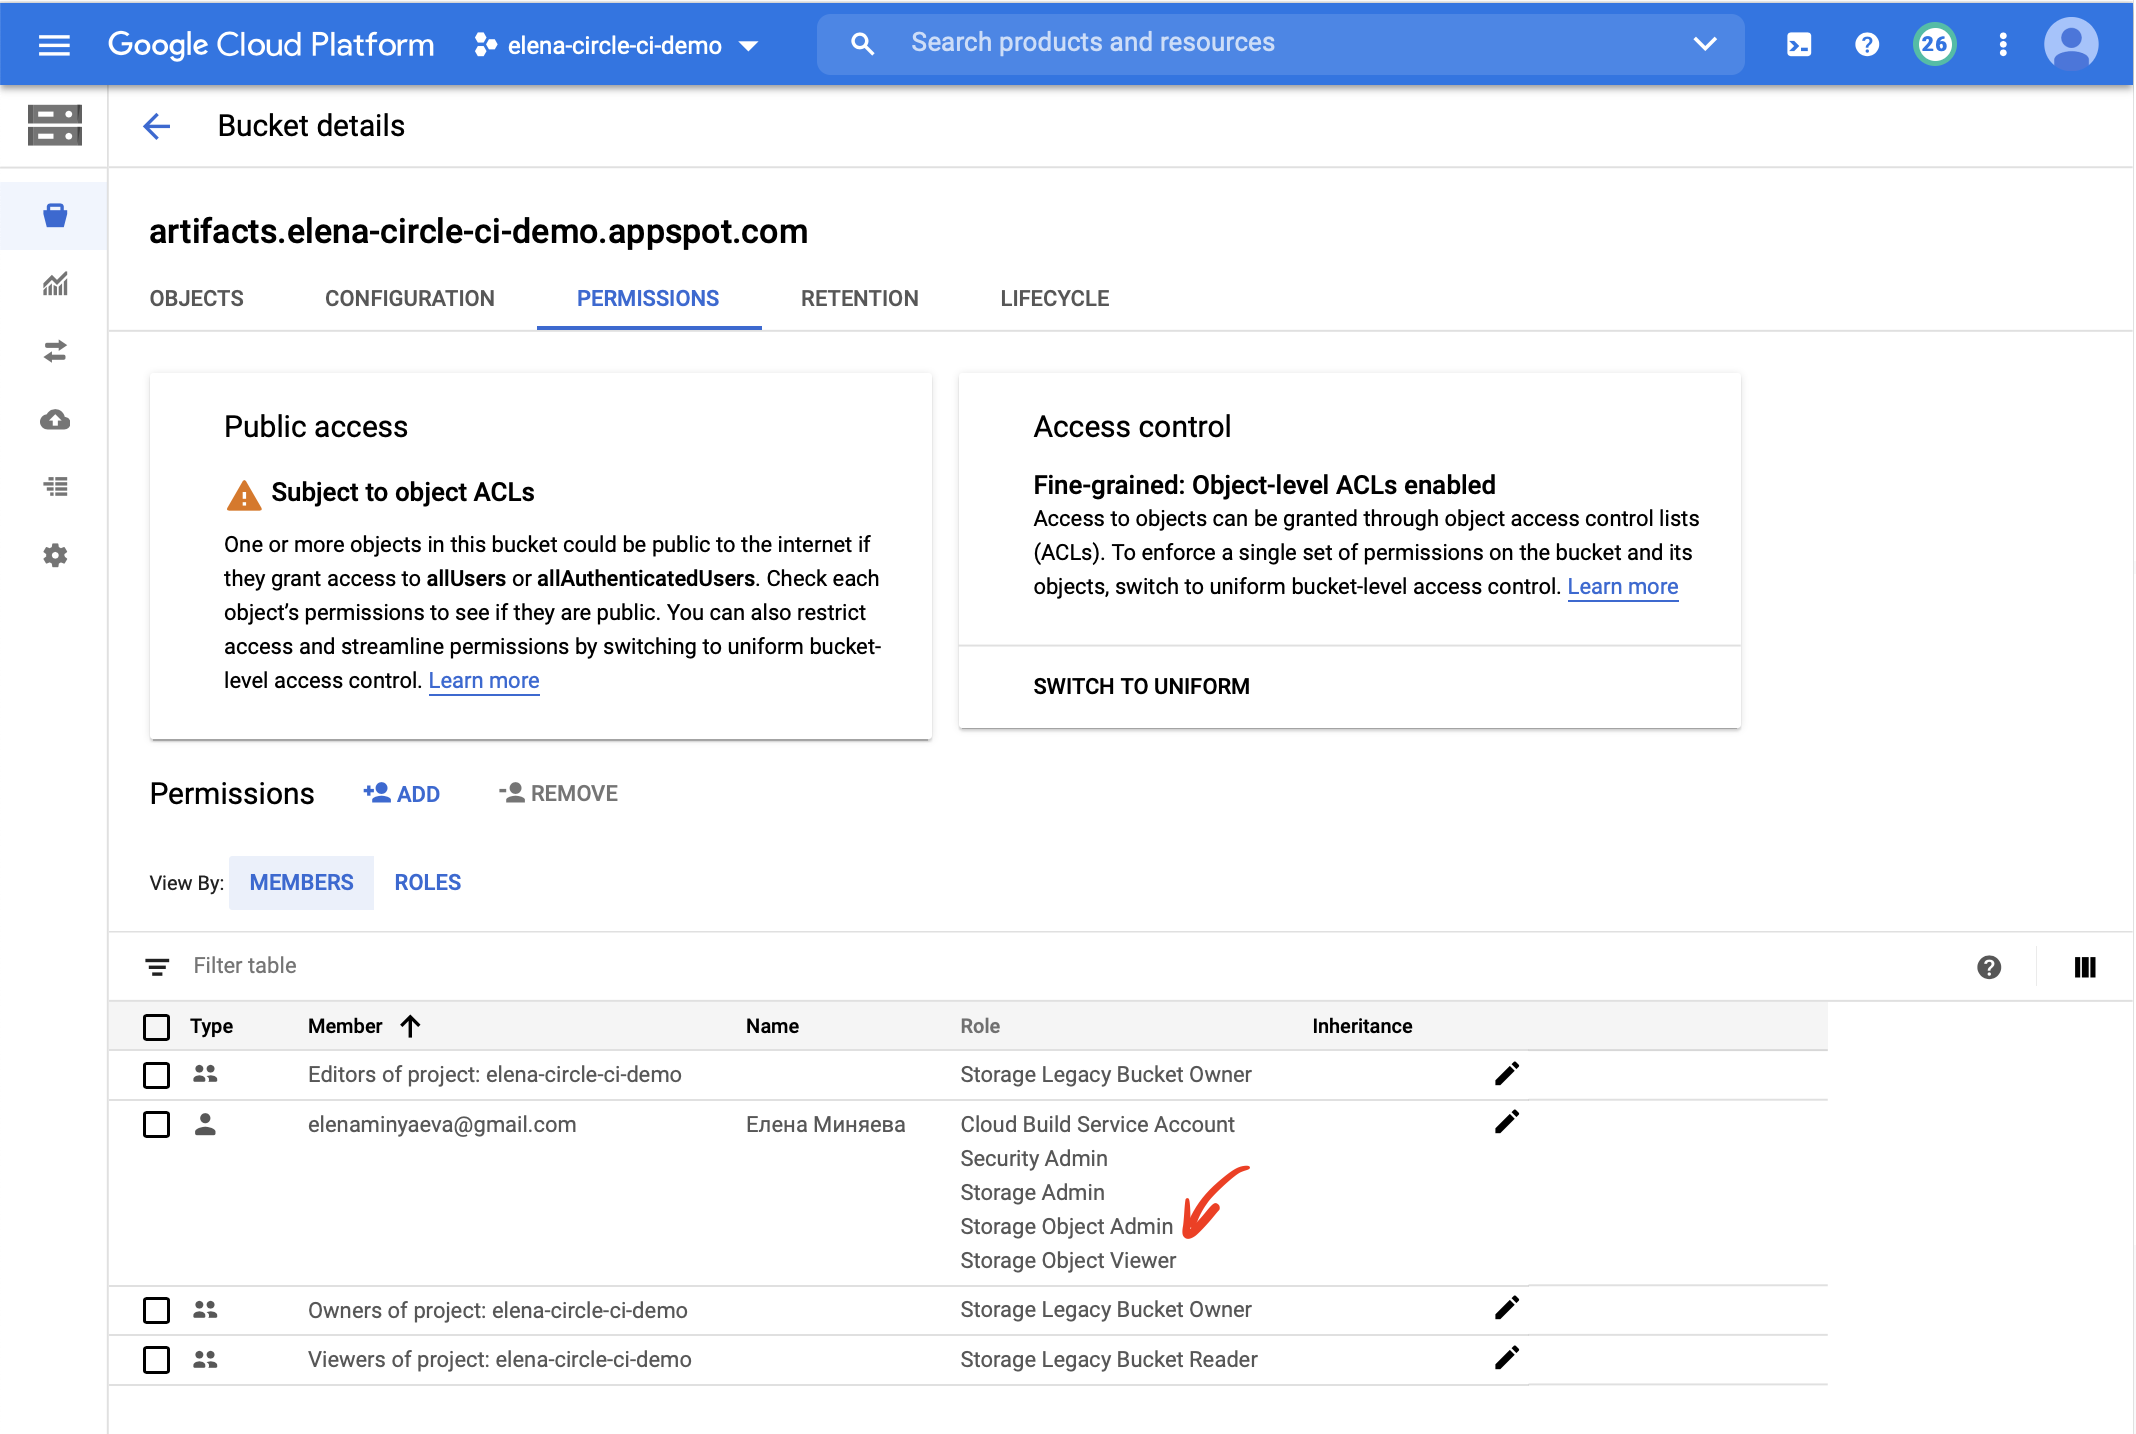 Google Cloud Platform
elena-circle-ci-demo
Search products and resources
26
Bucket details
artifacts.elena-circle-ci-demo.appspot.com
OBJECTS
CONFIGURATION
PERMISSIONS
RETENTION
LIFECYCLE
Public access
Subject to object ACLs
One or more objects in this bucket could be public to the internet if
they grant access to allUsers or allAuthenticatedUsers. Check each
object’s permissions to see if they are public. You can also restrict
access and streamline permissions by switching to uniform bucket-
level access control. Learn more
Access control
Fine-grained: Object-level ACLs enabled
Access to objects can be granted through object access control lists
(ACLs). To enforce a single set of permissions on the bucket and its
objects, switch to uniform bucket-level access control. Learn more
SWITCH TO UNIFORM
Permissions
ADD
REMOVE
View By:
MEMBERS
ROLES
Filter table
Type Member Name Role Inheritance
Editors of project: elena-circle-ci-demo Storage Legacy Bucket Owner
elenaminyaeva@gmail.com Елена Миняева Cloud Build Service Account
Security Admin
Storage Admin
Storage Object Admin
Storage Object Viewer
Owners of project: elena-circle-ci-demo Storage Legacy Bucket Owner
Viewers of project: elena-circle-ci-demo Storage Legacy Bucket Reader